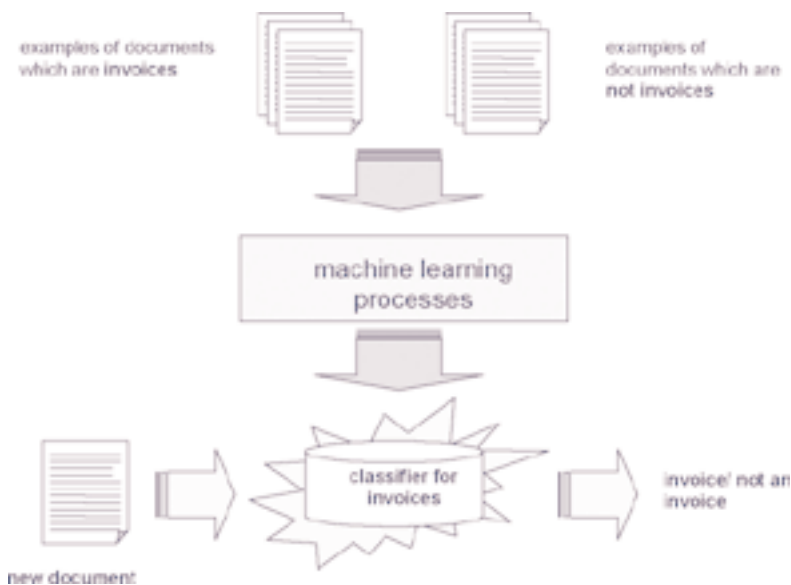 examples of documents
which are invoices
examples of
documents which are
not invoices
machine learning
processes
classifier for
invoices
invoice/ not an
invoice
new document